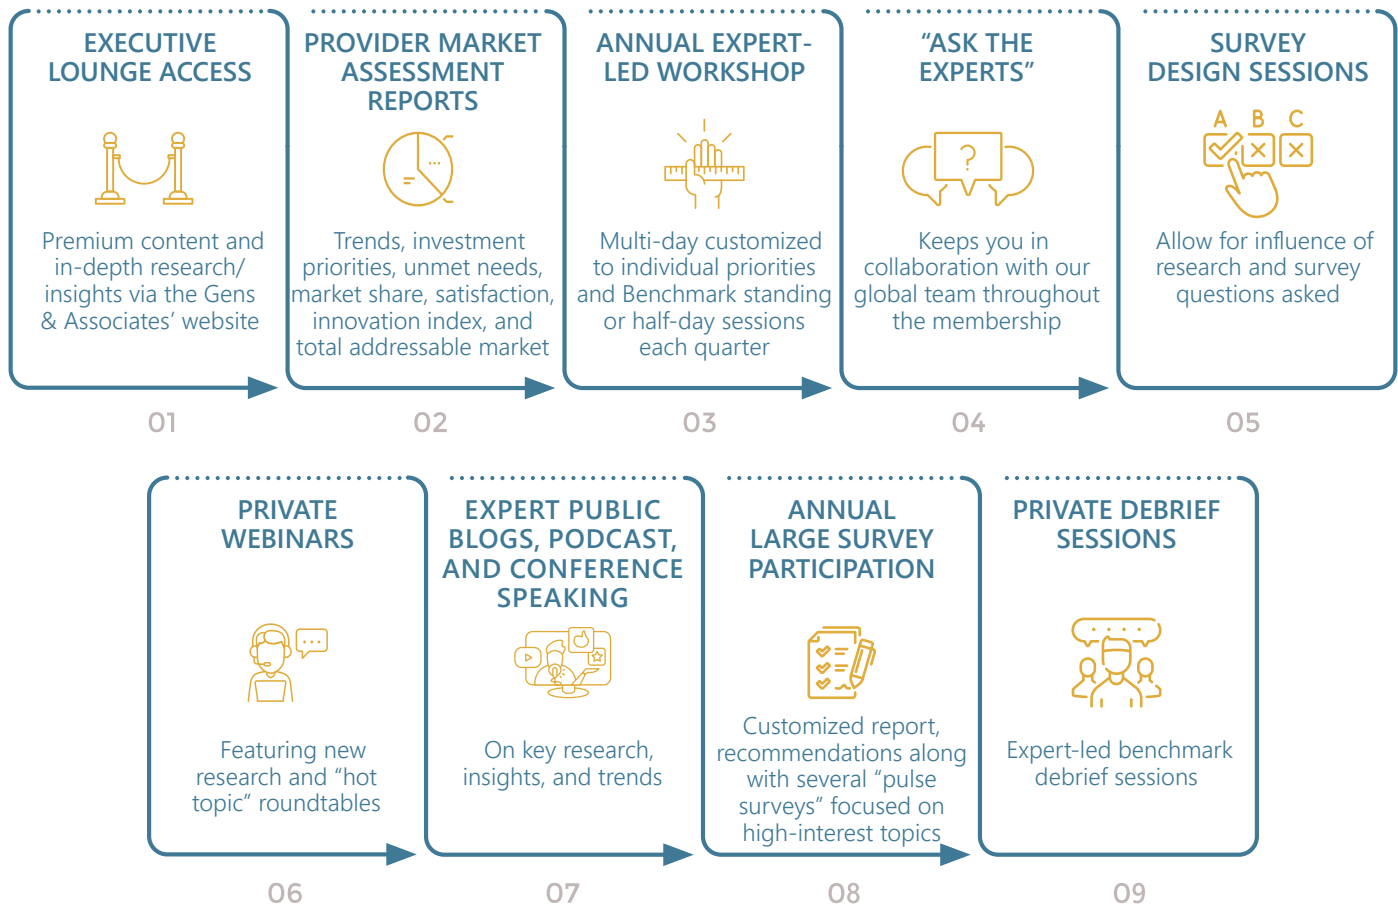 EXECUTIVE
LOUNGE ACCESS
Premium content and
in-depth research/
insights via the Gens
& Associates’ website
01
PROVIDER MARKET
ASSESSMENT
REPORTS
Trends, investment
priorities, unmet needs,
market share, satisfaction,
innovation index, and
total addressable market
02
ANNUAL EXPERT-
LED WORKSHOP
Multi-day customized
to individual priorities
and Benchmark standing
or half-day sessions
each quarter
03
“ASK THE
EXPERTS”
?
Keeps you in
collaboration with our
global team throughout
the membership
04
SURVEY
DESIGN SESSIONS
A B C
Allow for influence of
research and survey
questions asked
05
PRIVATE
WEBINARS
Featuring new
research and “hot
topic” roundtables
06
EXPERT PUBLIC
BLOGS, PODCAST,
AND CONFERENCE
SPEAKING
On key research,
insights, and trends
07
ANNUAL
LARGE SURVEY
PARTICIPATION
Customized report,
recommendations along
with several “pulse
surveys” focused on
high-interest topics
08
PRIVATE DEBRIEF
SESSIONS
Expert-led benchmark
debrief sessions
09